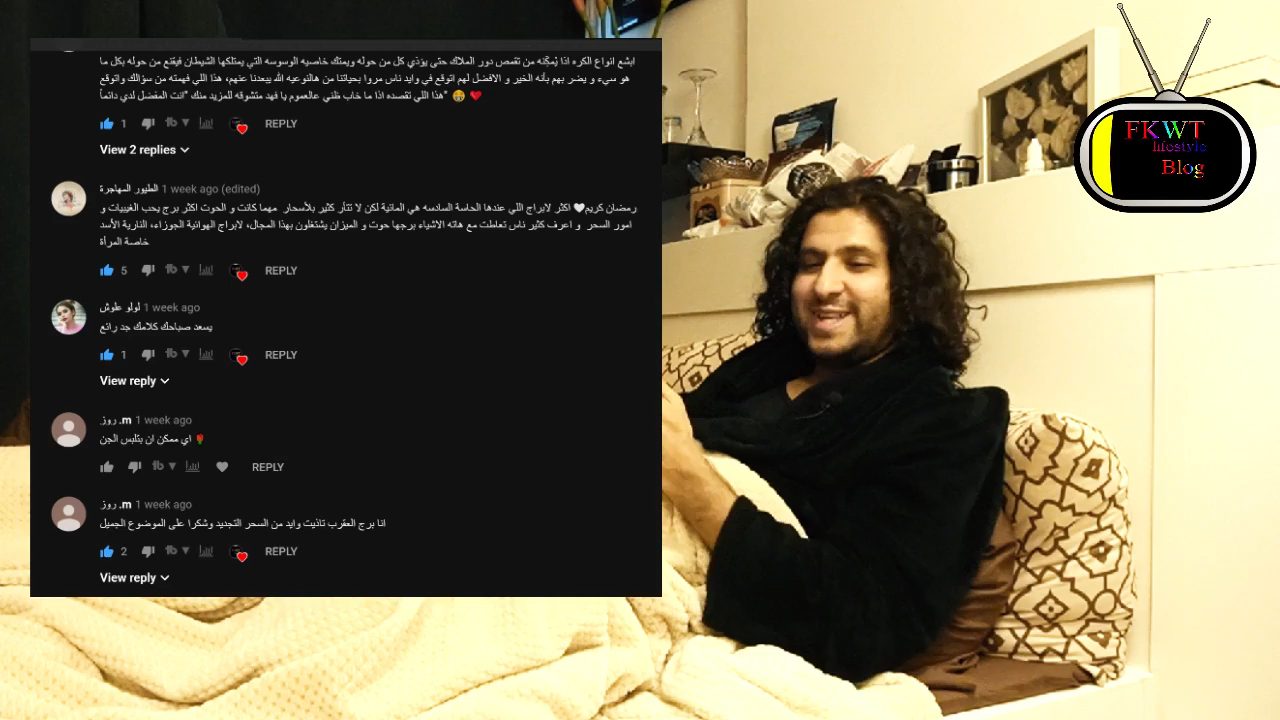 ابشع انواع الكره اذا يُمكِّنه من تقمص دور الملاك حتى يؤذي كل من حوله ويمتك خاصيه الوسوسه التي يمتلكها الشيطان فيقنع من حوله بكل ما
هو سيء و يضر بهم بأنه الخير و الافضل لهم اتوقع في وايد ناس مروا بحياتنا من هالنوعيه الله يبعدنا عنهم، هذا اللي فهمته من سؤالك واتوقع
هذا اللي تقصده اذا ما خاب ظني عالعموم يا فهد متشوقه للمزيد منك "انت المفضل لدي دائماً" 😁 ❤️
1 REPLY
View 2 replies
الطيور المهاجرة 1 week ago (edited)
رمضان كريم🤍 اكثر لابراج اللي عندها الحاسة السادسه هي المائية لكن لا تتأر كثير بلأسحار مهما كانت و الحوت اكثر برج يحب الغيبيات و
امور السحر و اعرف كثير ناس تعاطت مع هاته الاشياء برجها حوت و الميزان يشتغلون بهذا المجال، لابراج الهوائية الجوزاء، النارية الأسد
خاصة المرأة
5 REPLY
لولو علوش 1 week ago
يسعد صباحك كلامك جد رائع
1 REPLY
View reply
روز .m 1 week ago
اي ممكن ان يتلبس الجن 🌹
REPLY
روز .m 1 week ago
انا برج العقرب تاذيت وايد من السحر التجديد وشكرا على الموضوع الجميل
2 REPLY
View reply
FKWT
lifestyle
Blog